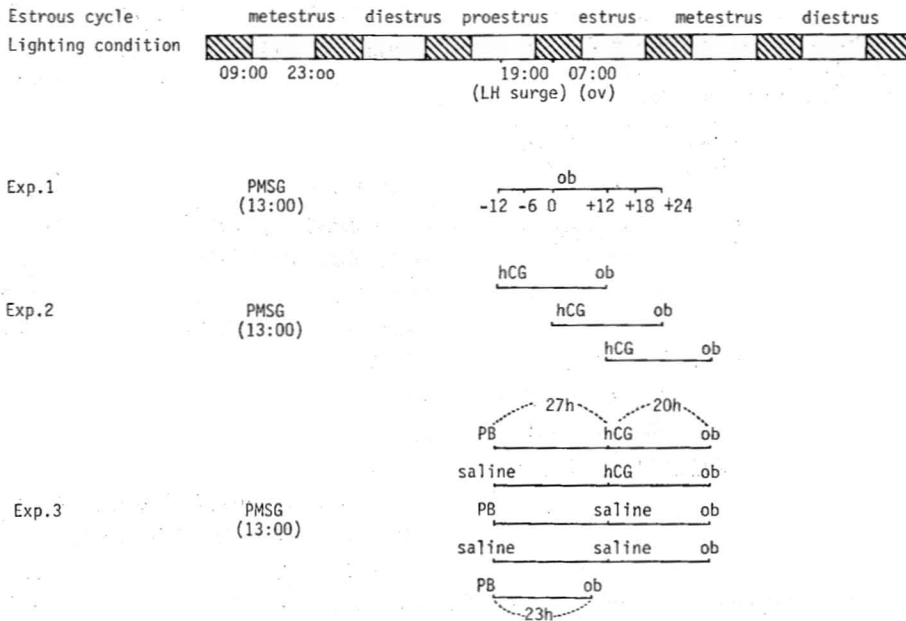 Estrous cycle metestrus diestrus proestrus estrus metestrus diestrus
Lighting condition
09:00 23:oo 19:00 07:00
(LH surge) (ov)
Exp.1 PMSG ob
(13:00) -12 -6 0 +12 +18 +24
hCG ob
Exp.2 PMSG hCG ob
(13:00)
hCG ob
27h 20h
PB hCG ob
saline hCG ob
Exp.3 PMSG PB saline ob
(13:00)
saline saline ob
PB ob
23h